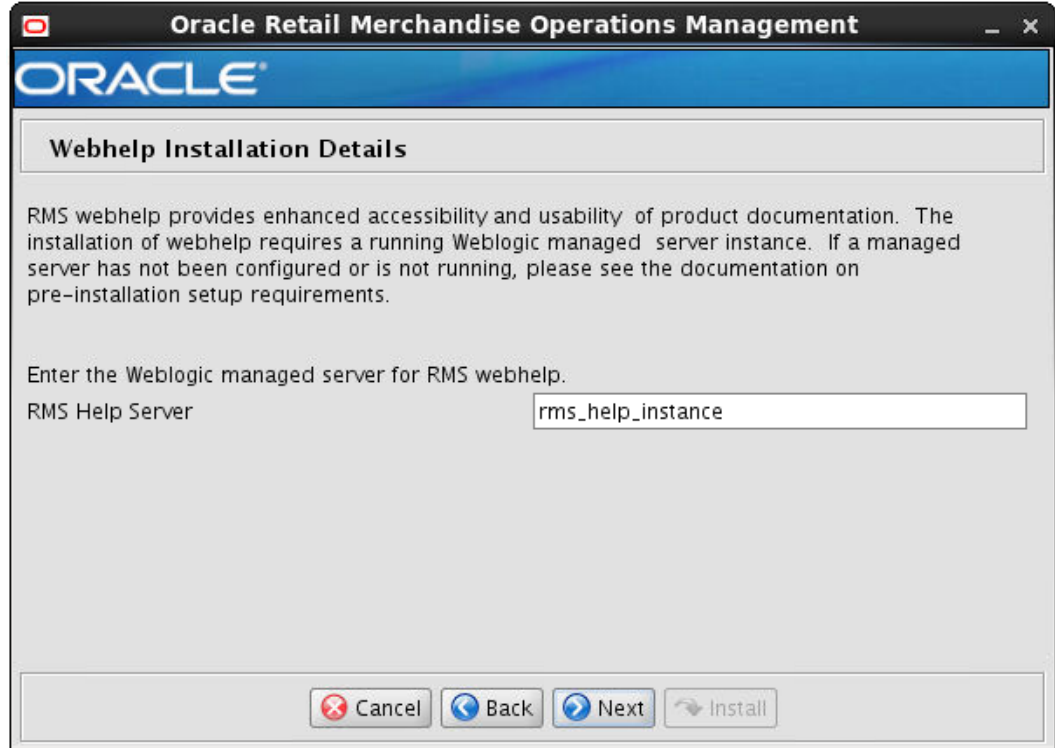 Oracle Retail Merchandise Operations Management
ORACLE
Webhelp Installation Details
RMS webhelp provides enhanced accessibility and usability of product documentation. The
installation of webhelp requires a running Weblogic managed server instance. If a managed
server has not been configured or is not running, please see the documentation on
pre-installation setup requirements.
Enter the Weblogic managed server for RMS webhelp.
RMS Help Server rms_help_instance
Cancel Back Next Install